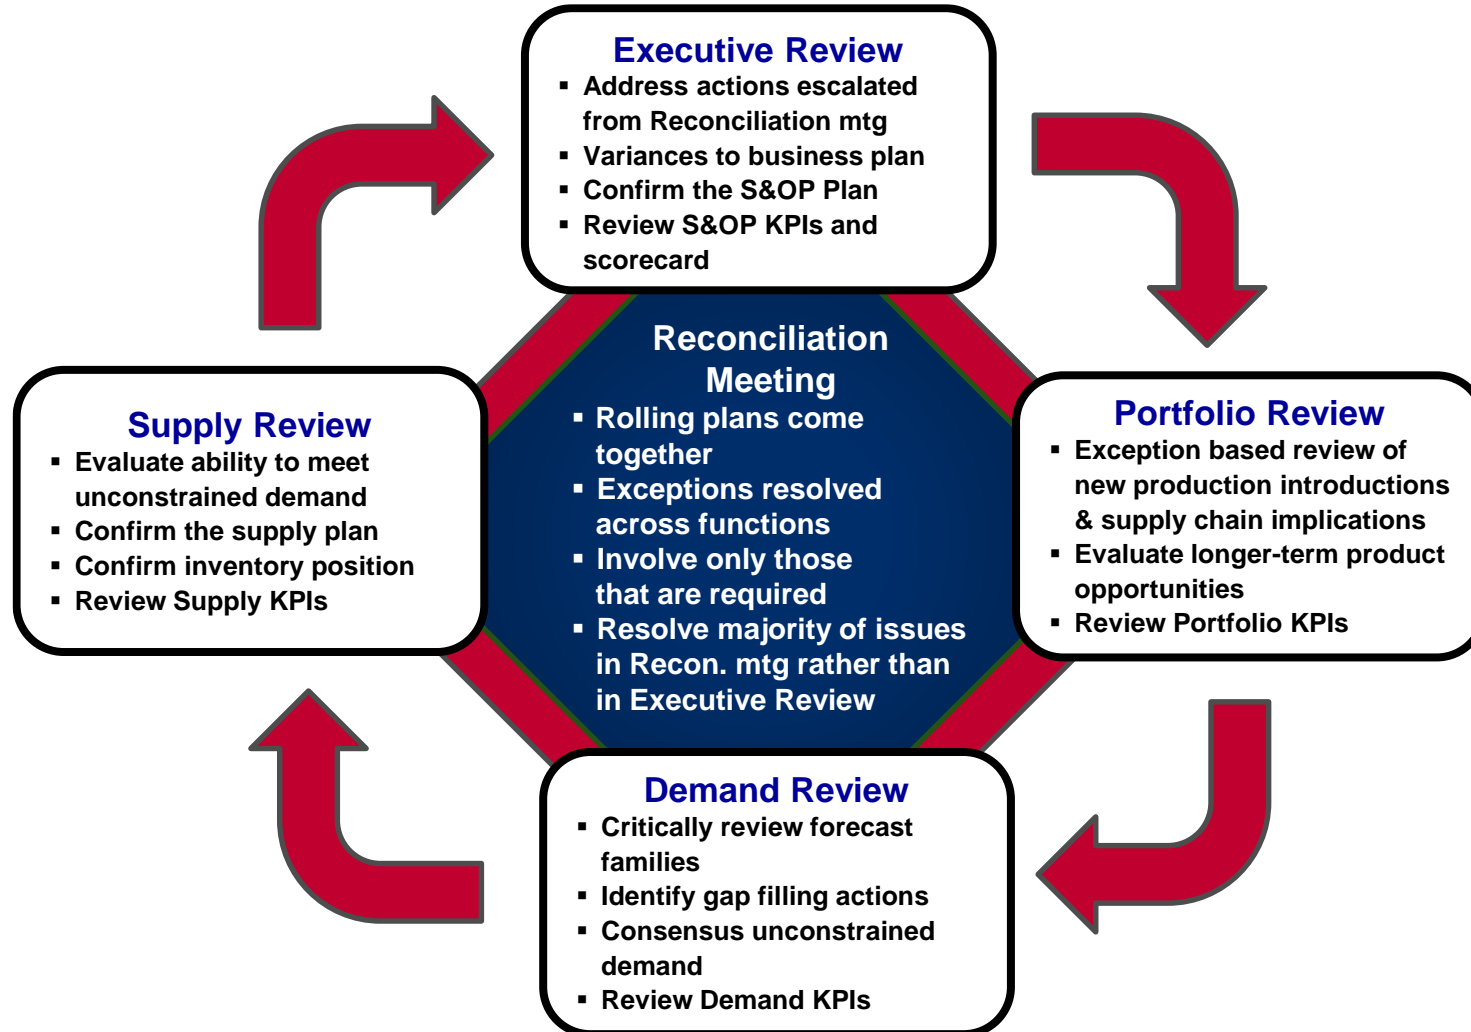 Executive Review
▪ Address actions escalated
from Reconciliation mtg
▪ Variances to business plan
▪ Confirm the S&OP Plan
▪ Review S&OP KPIs and
scorecard
Reconciliation
Meeting
▪ Rolling plans come
together
▪ Exceptions resolved
across functions
▪ Involve only those
that are required
▪ Resolve majority of issues
in Recon. mtg rather than
in Executive Review
Supply Review
▪ Evaluate ability to meet
unconstrained demand
▪ Confirm the supply plan
▪ Confirm inventory position
▪ Review Supply KPIs
Portfolio Review
▪ Exception based review of
new production introductions
& supply chain implications
▪ Evaluate longer-term product
opportunities
▪ Review Portfolio KPIs
Demand Review
▪ Critically review forecast
families
▪ Identify gap filling actions
▪ Consensus unconstrained
demand
▪ Review Demand KPIs